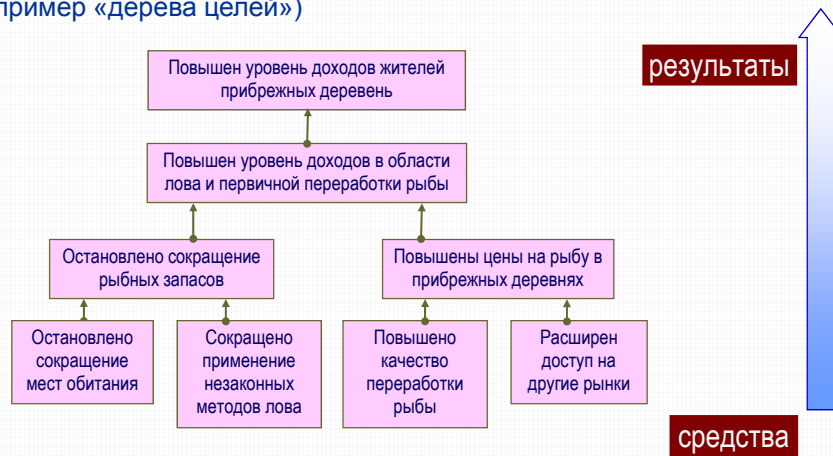 пример «дерева целей»)
результаты
Повышен уровень доходов жителей
прибрежных деревень
Повышен уровень доходов в области
лова и первичной переработки рыбы
Остановлено сокращение
рыбных запасов
Повышены цены на рыбу в
прибрежных деревнях
Остановлено
сокращение
мест обитания
Сокращено
применение
незаконных
методов лова
Повышено
качество
переработки
рыбы
Расширен
доступ на
другие рынки
средства